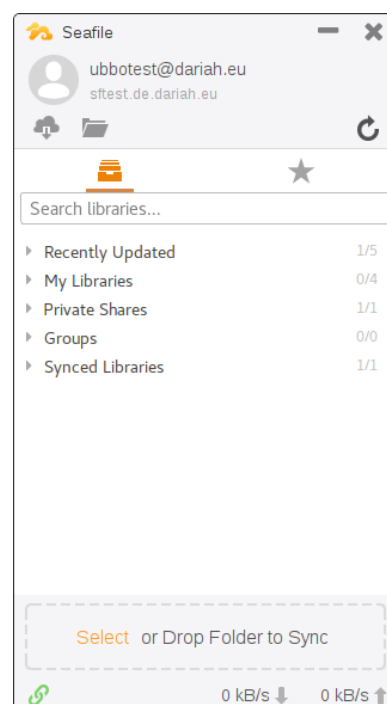 Seafile
ubbotest@dariah.eu
sftest.de.dariah.eu
Search libraries...
Recently Updated 1/5
My Libraries 0/4
Private Shares 1/1
Groups 0/0
Synced Libraries 1/1
Select or Drop Folder to Sync
0 kB/s 0 kB/s